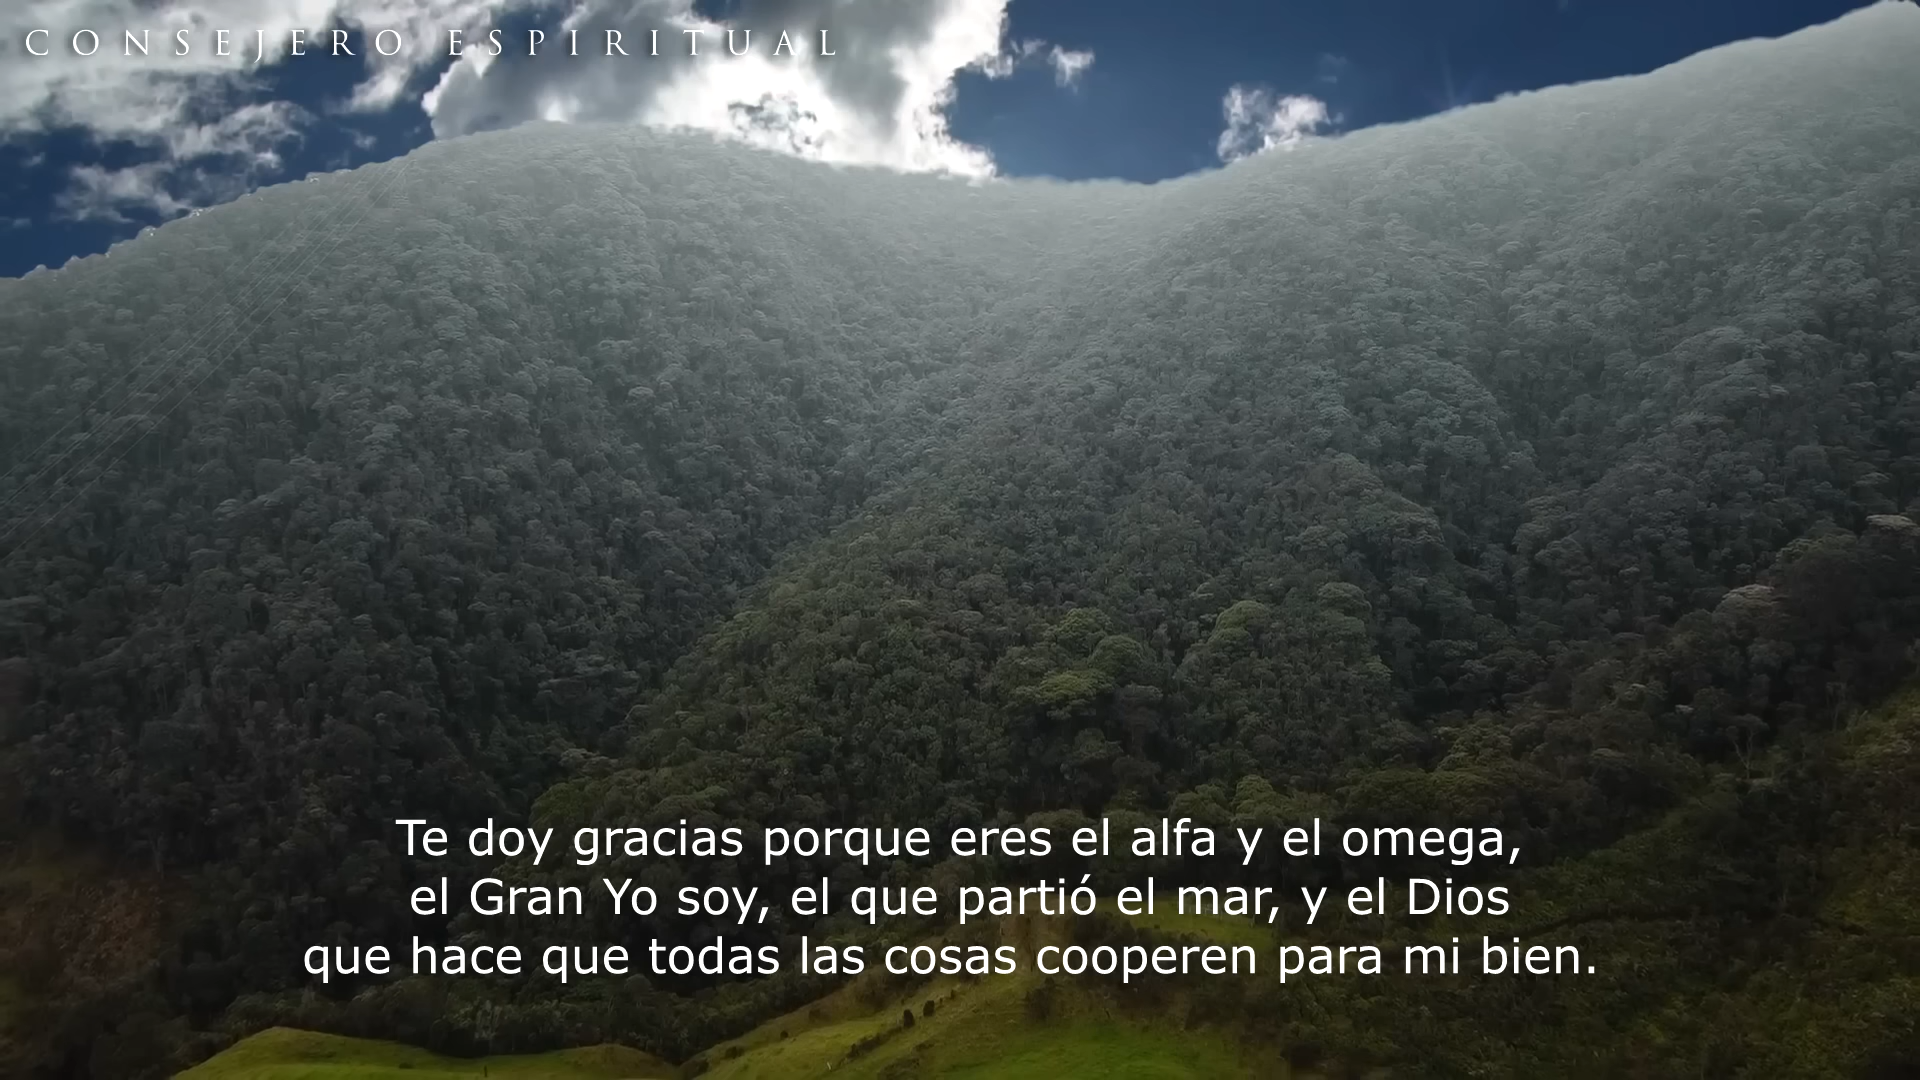 CONSEJERO ESPIRITUAL
Te doy gracias porque eres el alfa y el omega,
el Gran Yo soy, el que partió el mar, y el Dios
que hace que todas las cosas cooperen para mi bien.